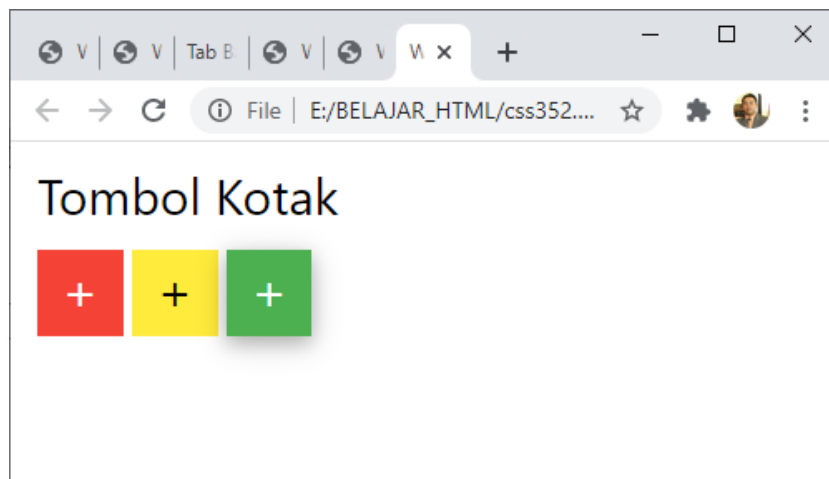 Tab B
File E:/BELAJAR_HTML/css352....
Tombol Kotak
+ + +